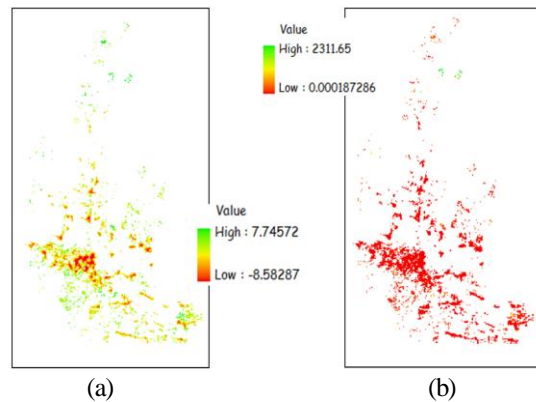 Value
High : 2311.65
Low : 0.000187286
Value
High : 7.74572
Low : -8.58287
(a)
(b)